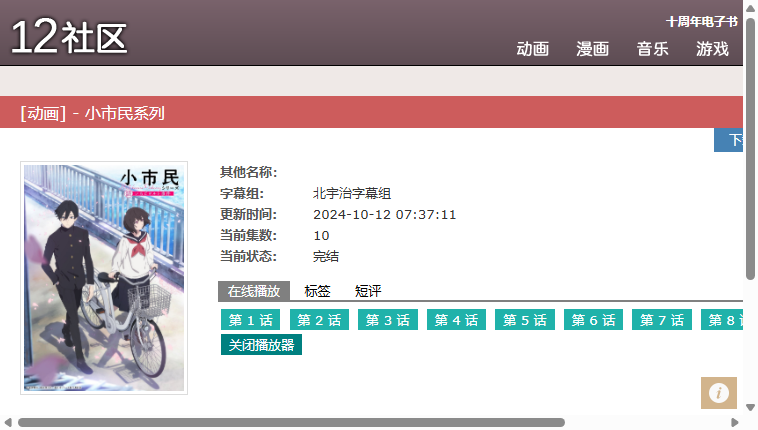 12社区
十周年电子书
动画 漫画 音乐 游戏
[动画] - 小市民系列
下
小市民
シリーズ
其他名称:
字幕组: 北宇治字幕组
更新时间: 2024-10-12 07:37:11
当前集数: 10
当前状态: 完结
在线播放 标签 短评
第 1 话 第 2 话 第 3 话 第 4 话 第 5 话 第 6 话 第 7 话 第 8
关闭播放器
i